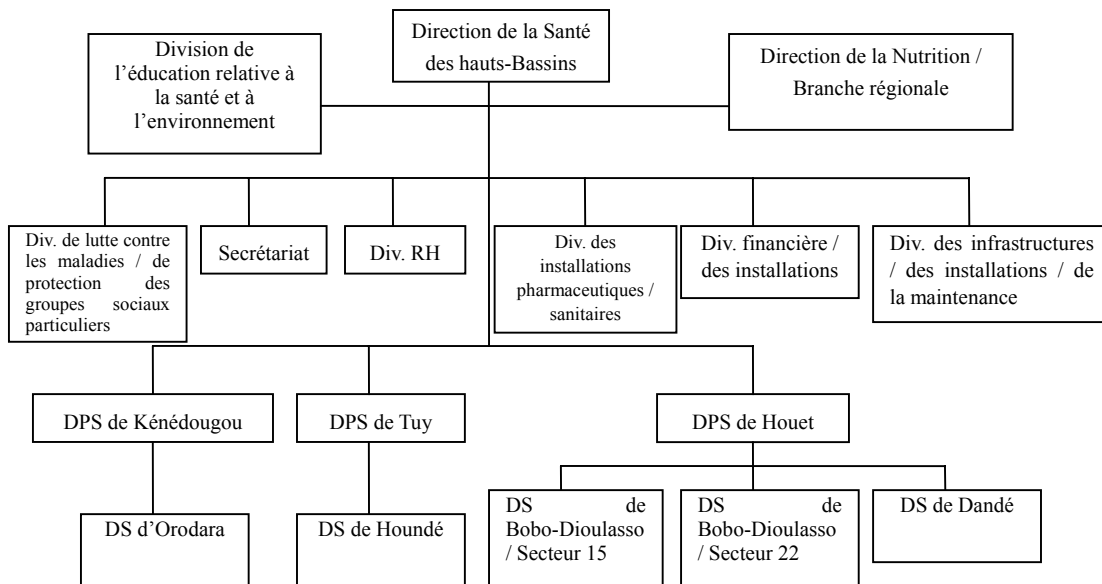 Division de
l’éducation relative à
la santé et à
l’environnement
Direction de la Santé
des hauts-Bassins
Direction de la Nutrition /
Branche régionale
Div. de lutte contre
les maladies / de
protection des
groupes sociaux
particuliers
Secrétariat
Div. RH
Div. des
installations
pharmaceutiques /
sanitaires
Div. financière /
des installations
Div. des infrastructures
/ des installations / de
la maintenance
DPS de Kénédougou
DPS de Tuy
DPS de Houet
DS d’Orodara
DS de Houndé
DS de
Bobo-Dioulasso
/ Secteur 15
DS de
Bobo-Dioulasso
/ Secteur 22
DS de Dandé